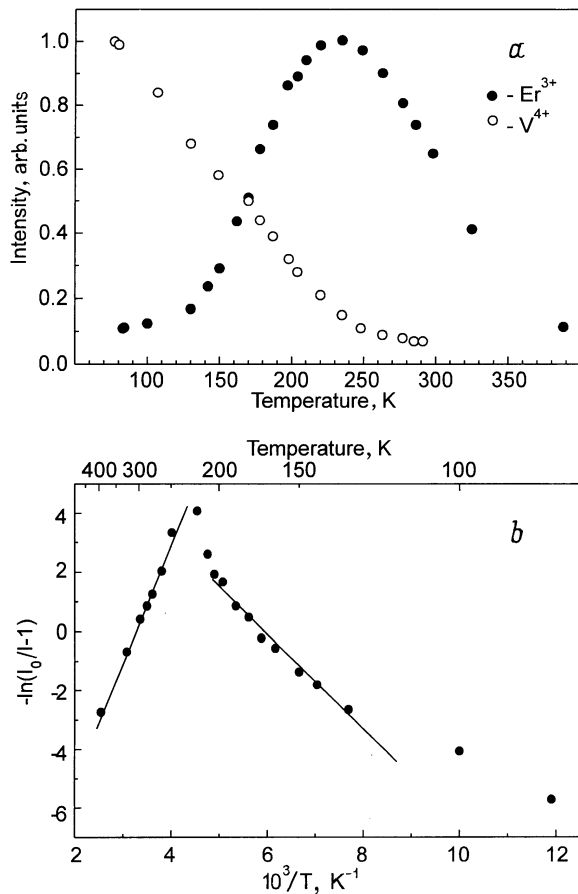 a
- Er3+
- V4+
Intensity, arb. units
1.0
0.8
0.6
0.4
0.2
0.0
100 150 200 250 300 350
Temperature, K
Temperature, K
400 300 200 150 100
b
-ln(I0/I-1)
4
2
0
-2
-4
-6
2 4 6 8 10 12
10^3/T, K^-1